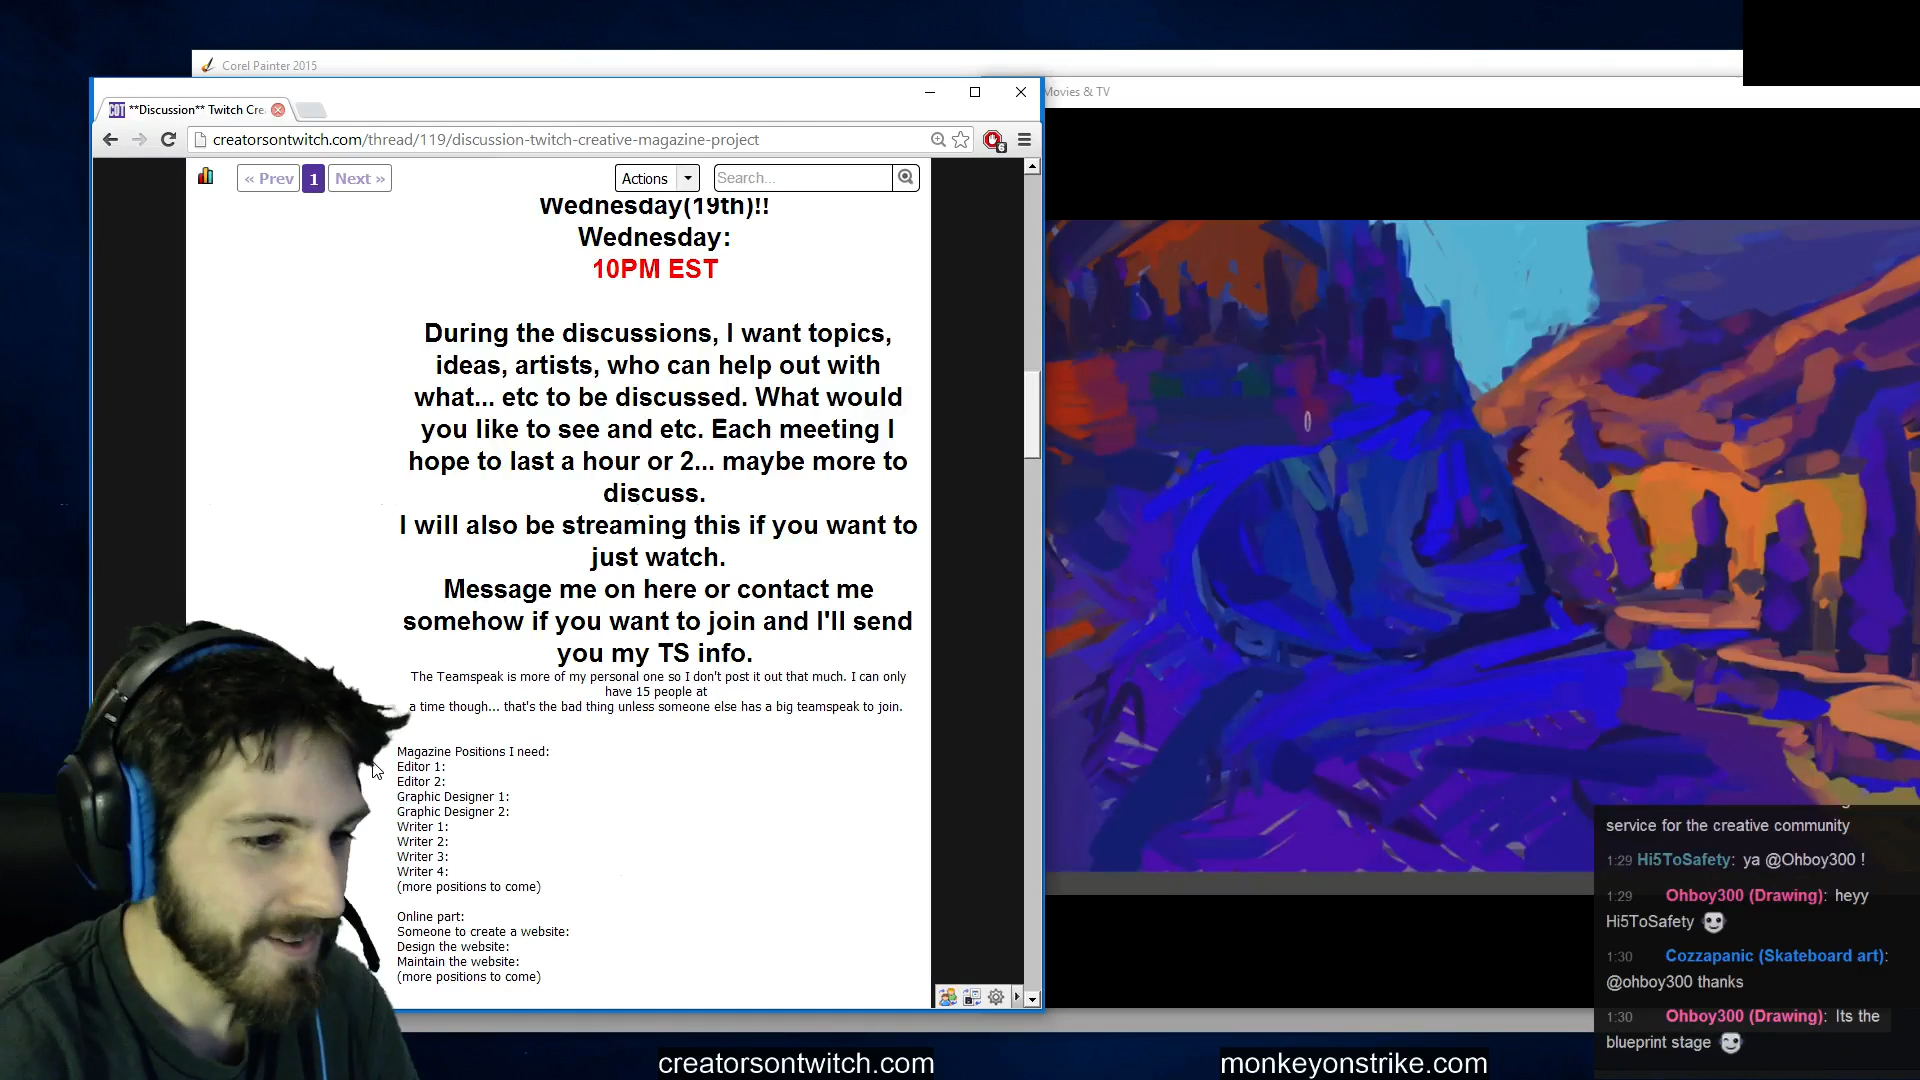 Corel Painter 2015
Movies & TV
COT **Discussion** Twitch Cre
creatorsontwitch.com/thread/119/discussion-twitch-creative-magazine-project
6
« Prev 1 Next »
Actions
Search...
Wednesday(19th)!!
Wednesday:
10PM EST
During the discussions, I want topics,
ideas, artists, who can help out with
what... etc to be discussed. What would
you like to see and etc. Each meeting I
hope to last a hour or 2... maybe more to
discuss.
I will also be streaming this if you want to
just watch.
Message me on here or contact me
somehow if you want to join and I'll send
you my TS info.
The Teamspeak is more of my personal one so I don't post it out that much. I can only
have 15 people at
a time though... that's the bad thing unless someone else has a big teamspeak to join.
Magazine Positions I need:
Editor 1:
Editor 2:
Graphic Designer 1:
Graphic Designer 2:
Writer 1:
Writer 2:
Writer 3:
Writer 4:
(more positions to come)
Online part:
Someone to create a website:
Design the website:
Maintain the website:
(more positions to come)
service for the creative community
1:29 Hi5ToSafety: ya @Ohboy300 !
1:29 Ohboy300 (Drawing): heyy
Hi5ToSafety
1:30 Cozzapanic (Skateboard art):
@ohboy300 thanks
1:30 Ohboy300 (Drawing): Its the
blueprint stage
creatorsontwitch.com
monkeyonstrike.com